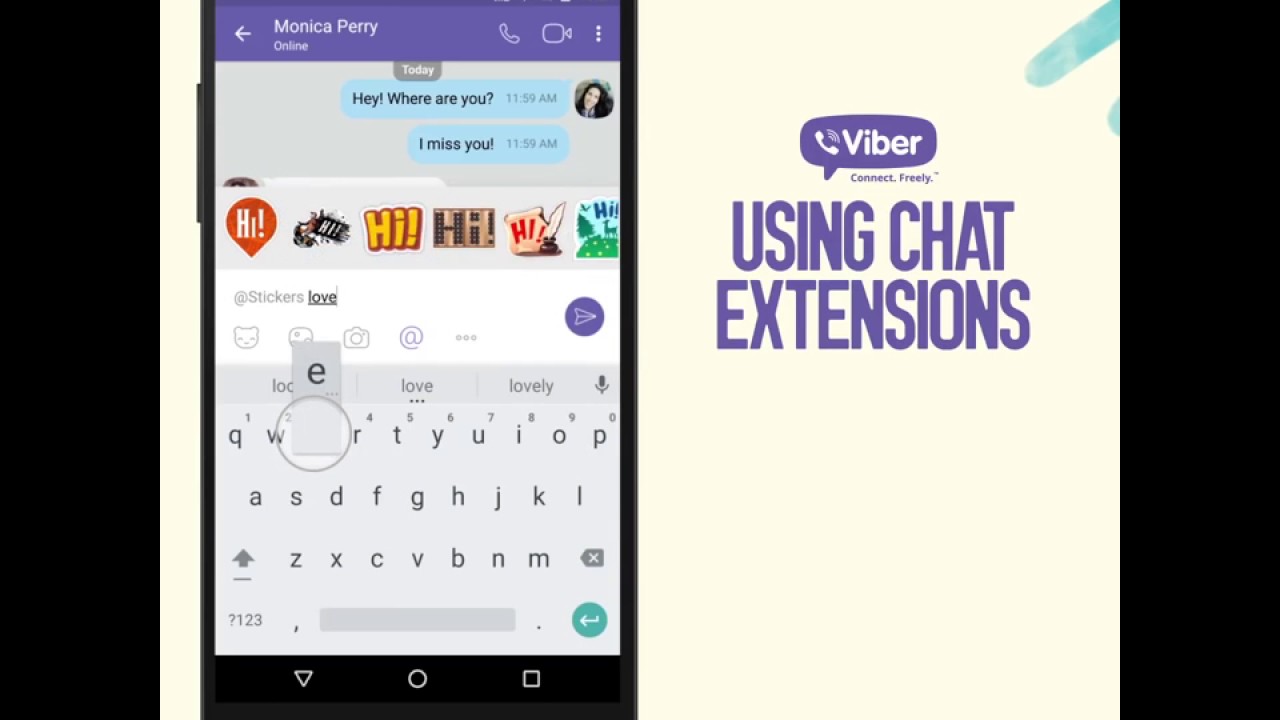 Monica Perry
Online
Today
Hey! Where are you? 11:59 AM
I miss you! 11:59 AM
HI! HI! Hi! Hi! HI! Hi!
@Stickers love
e
loo love lovely
1 2 4 5 6 7 8 9 0
q w r t y u i o p
a s d f g h j k l
z x c v b n m
?123 , .
Viber
Connect. Freely.™
USING CHAT
EXTENSIONS